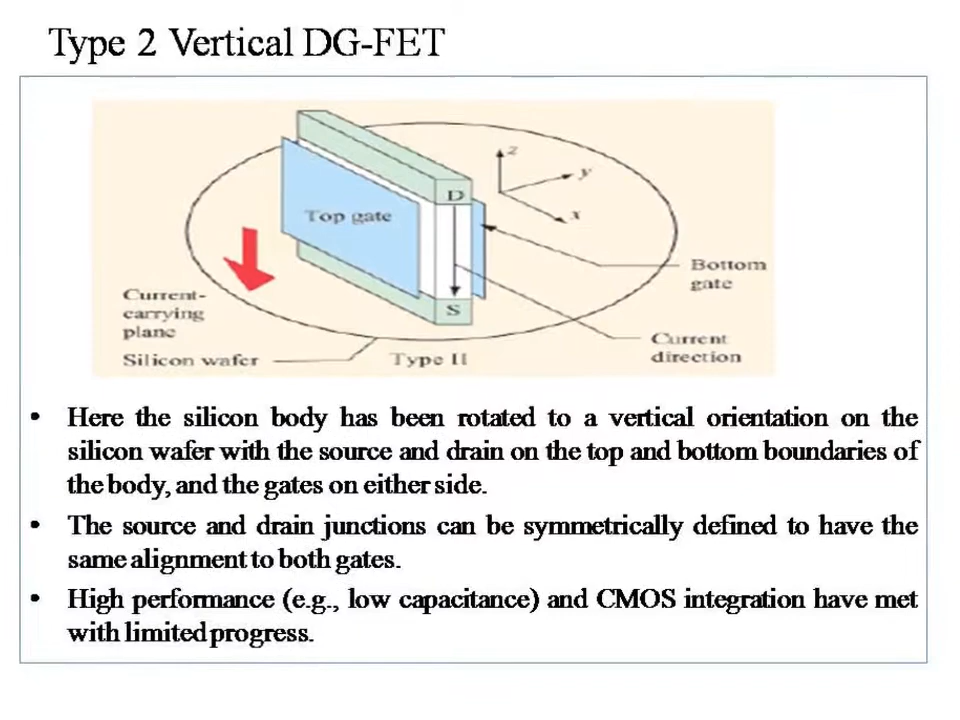 Type 2 Vertical DG-FET
z
y
D
Top gate
x
Bottom
gate
Current-
carrying
plane
S
Current
direction
Silicon wafer
Type II
• Here the silicon body has been rotated to a vertical orientation on the
silicon wafer with the source and drain on the top and bottom boundaries of
the body, and the gates on either side.
• The source and drain junctions can be symmetrically defined to have the
same alignment to both gates.
• High performance (e.g., low capacitance) and CMOS integration have met
with limited progress.